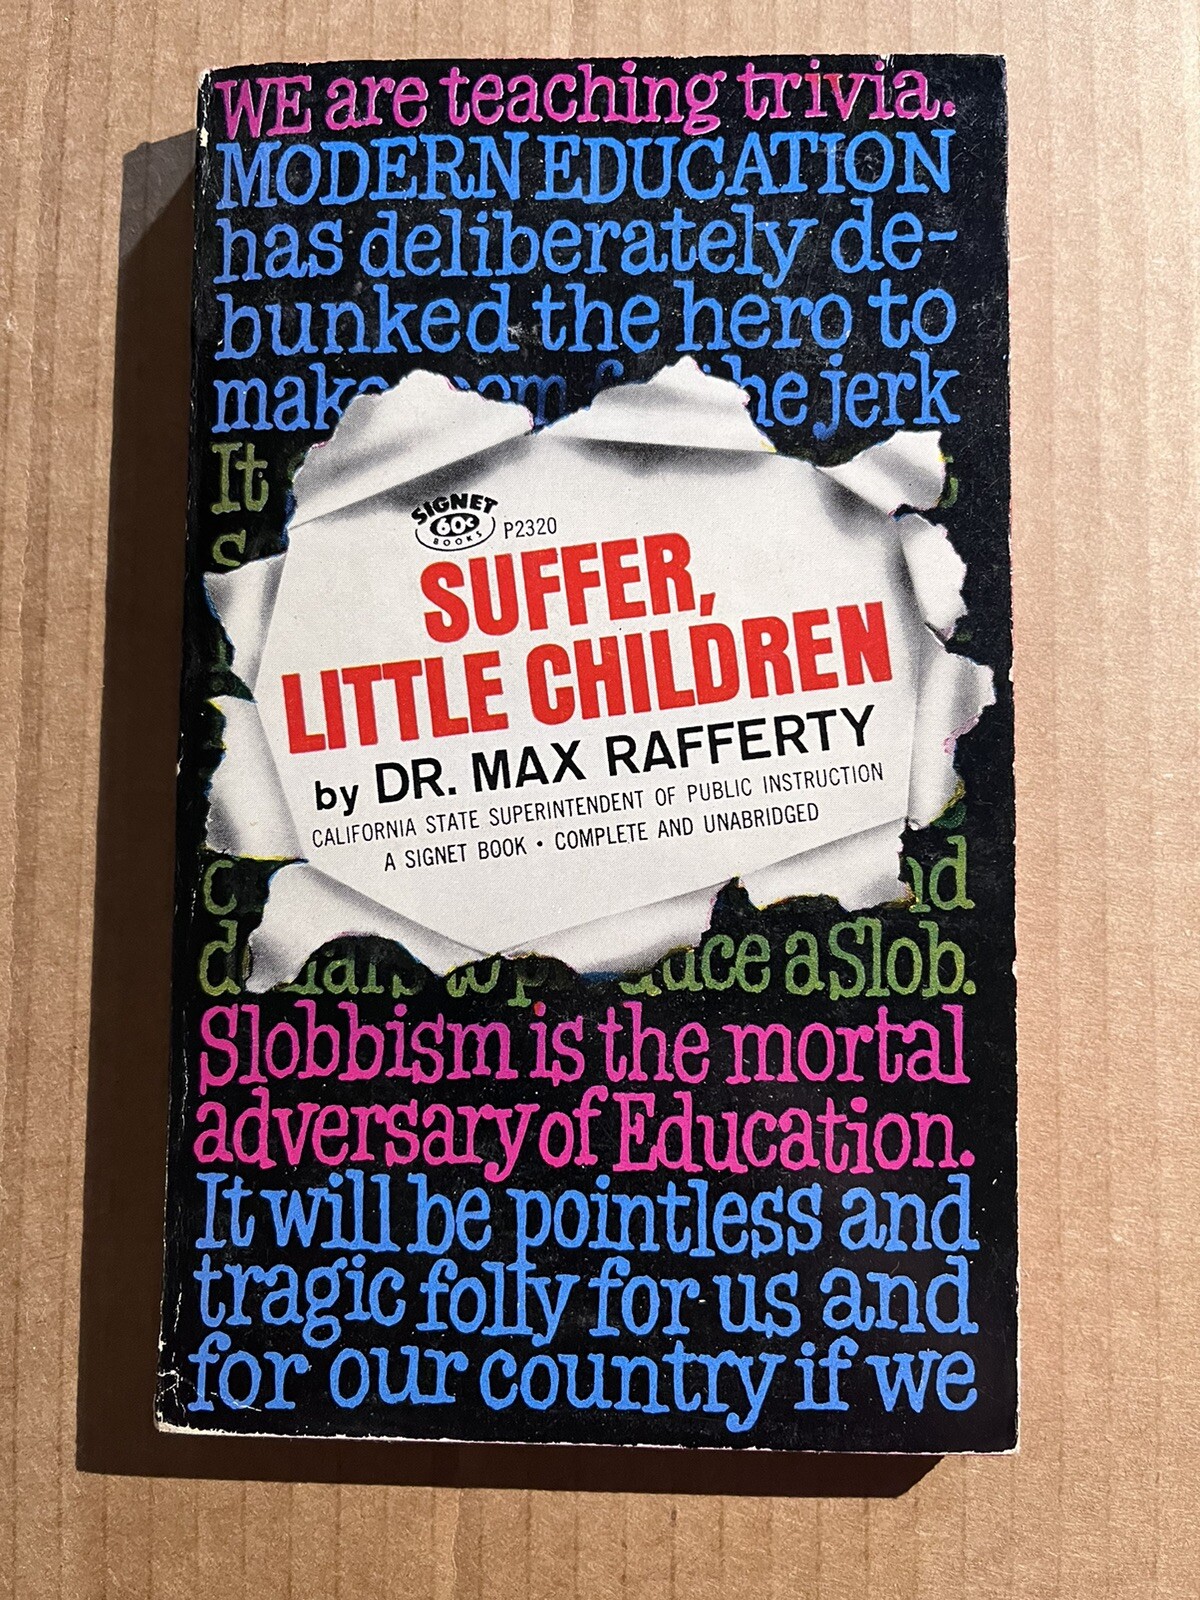 WE are teaching trivia.
MODERN EDUCATION
has deliberately de-
bunked the hero to
the jerk
It
SIGNET
60¢
BOOKS
P2320
SUFFER,
LITTLE CHILDREN
by DR. MAX RAFFERTY
CALIFORNIA STATE SUPERINTENDENT OF PUBLIC INSTRUCTION
A SIGNET BOOK • COMPLETE AND UNABRIDGED
a Slob.
Slobbism is the mortal
adversary of Education.
It will be pointless and
tragic folly for us and
for our country if we